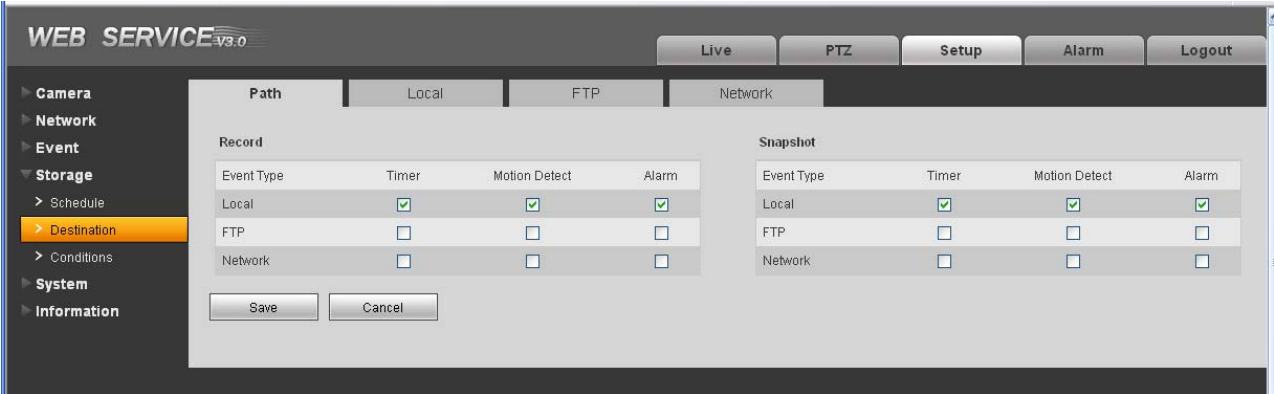 WEB SERVICE V3.0
Live PTZ Setup Alarm Logout
Camera
Network
Event
Storage
> Schedule
> Destination
> Conditions
System
Information
Path Local FTP Network
Record
Event Type Timer Motion Detect Alarm
Local
FTP
Network
Save Cancel
Snapshot
Event Type Timer Motion Detect Alarm
Local
FTP
Network